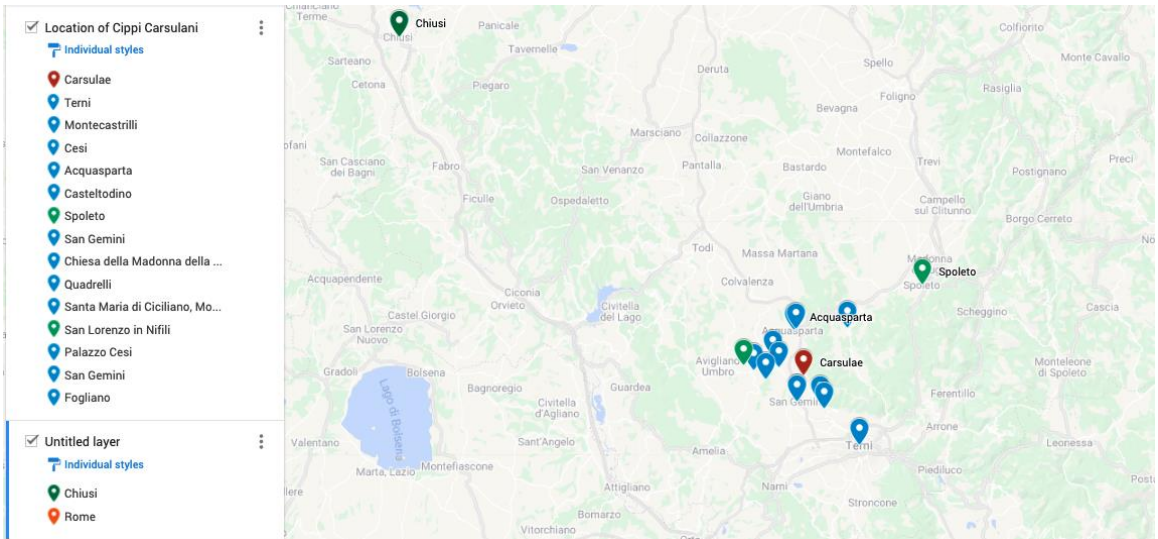 Location of Cippi Carsulani
Individual styles
Carsulae
Terni
Montecastrilli
Cesi
Acquasparta
Casteltodino
Spoleto
San Gemini
Chiesa della Madonna della ...
Quadrelli
Santa Maria di Ciciliano, Mo...
San Lorenzo in Nifili
Palazzo Cesi
San Gemini
Fogliano
Untitled layer
Individual styles
Chiusi
Rome
Chianciano
Terme
Panicale
Colfiorito
Chiusi
Chiusi
Tavernelle
Sarteano
Spello
Monte Cavallo
Deruta
Cetona
Piegaro
Foligno
Rasiglia
Bevagna
Marsciano
Collazzone
Montefalco
Trevi
Preci
San Casciano
dei Bagni
Fabro
San Venanzo
Pantalla
Bastardo
Postignano
Ficulle
Ospedaletto
Giano
dell'Umbria
Campello
sul Clitunno
Borgo Cerreto
Todi
Massa Martana
Spoleto
Spoleto
Acquapendente
Colvalenza
Ciconia
Orvieto
Civitella
del Lago
Castel Giorgio
Scheggino
Cascia
Acquasparta
Acquasparta
San Lorenzo
Nuovo
Avigliano
Umbro
Carsulae
Monteleone
di Spoleto
Gradoli
Bolsena
Lago di Bolsena
Bagnoregio
Guardea
San Gemini
Ferentillo
Civitella
d'Agliano
Valentano
Sant'Angelo
Amelia
Terni
Arrone
Leonessa
Marta, Lazio
Montefiascone
Piediluco
Attigliano
Narni
Stroncone
Bomarzo
Vitorchiano